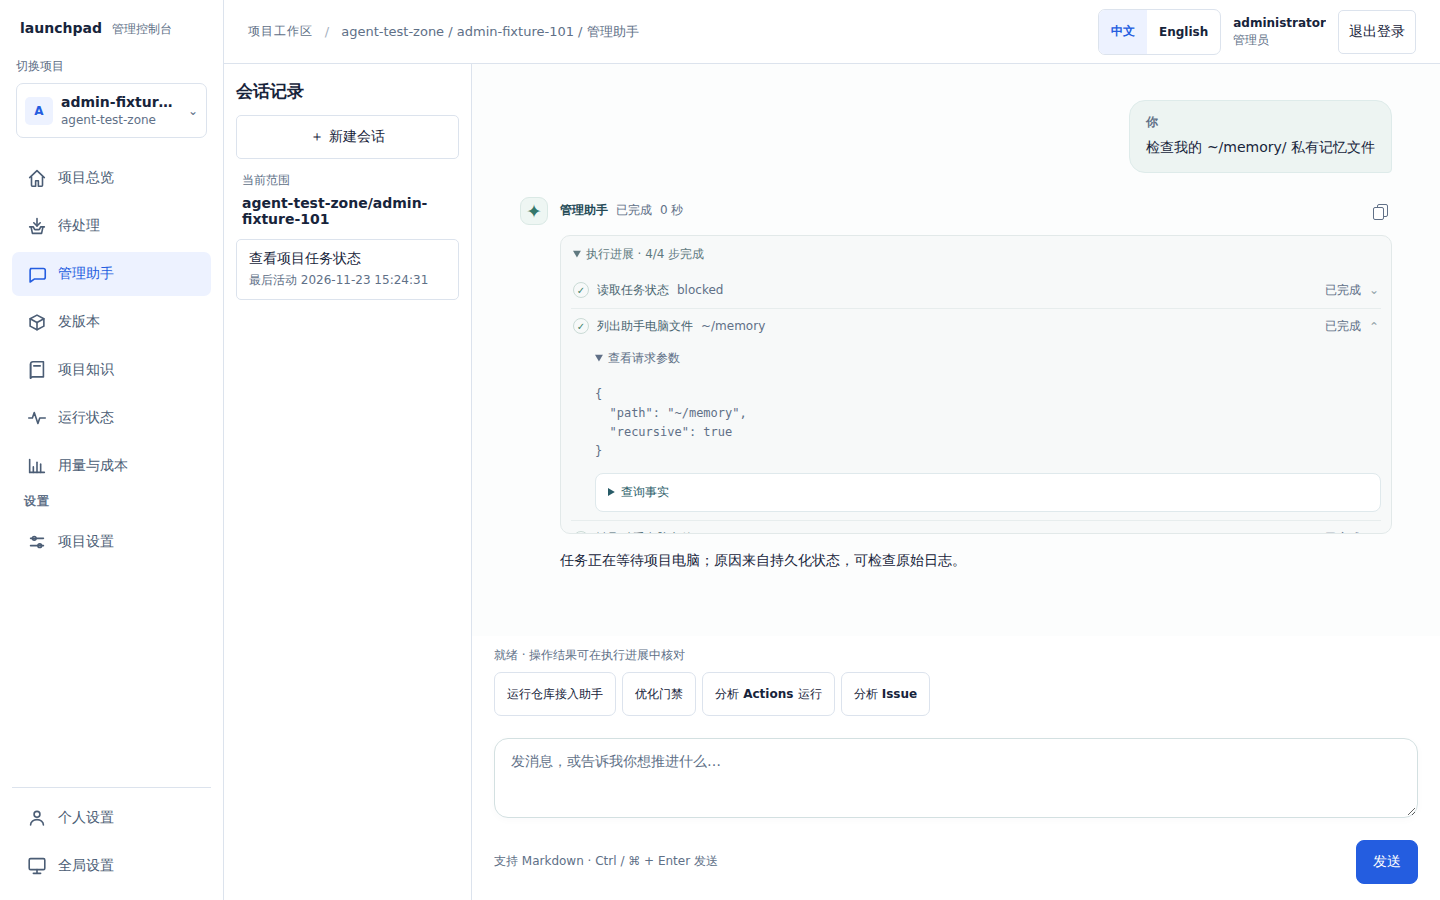 launchpad 管理控制台
切换项目
A
admin-fixtur...
agent-test-zone
项目总览
待处理
管理助手
发版本
项目知识
运行状态
用量与成本
设置
项目设置
个人设置
全局设置
项目工作区 / agent-test-zone / admin-fixture-101 / 管理助手
中文 English
administrator
管理员
退出登录
会话记录
+ 新建会话
当前范围
agent-test-zone/admin-
fixture-101
查看项目任务状态
最后活动 2026-11-23 15:24:31
你
检查我的 ~/memory/ 私有记忆文件
管理助手 已完成 0 秒
执行进展 · 4/4 步完成
读取任务状态 blocked 已完成
列出助手电脑文件 ~/memory 已完成
查看请求参数
{
"path": "~/memory",
"recursive": true
}
查询事实
任务正在等待项目电脑；原因来自持久化状态，可检查原始日志。
就绪 · 操作结果可在执行进展中核对
运行仓库接入助手 优化门禁 分析 Actions 运行 分析 Issue
发消息，或告诉我你想推进什么...
支持 Markdown · Ctrl / ⌘ + Enter 发送
发送